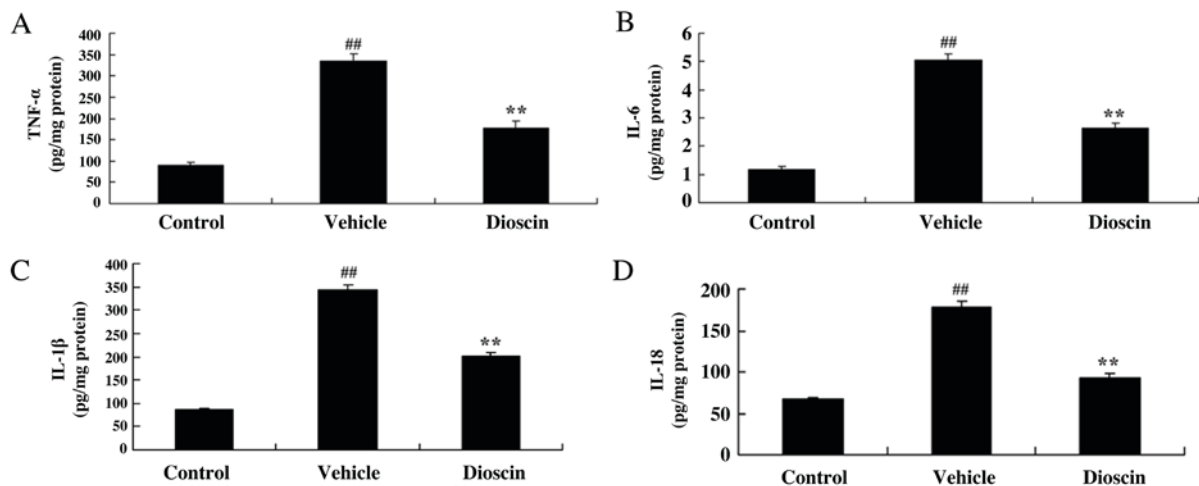 A
TNF-α
(pg/mg protein)
400
350
300
250
200
150
100
50
0
##
**
Control Vehicle Dioscin
B
IL-6
(pg/mg protein)
6
5
4
3
2
1
0
##
**
Control Vehicle Dioscin
C
IL-1β
(pg/mg protein)
400
350
300
250
200
150
100
50
0
##
**
Control Vehicle Dioscin
D
IL-18
(pg/mg protein)
200
150
100
50
0
##
**
Control Vehicle Dioscin